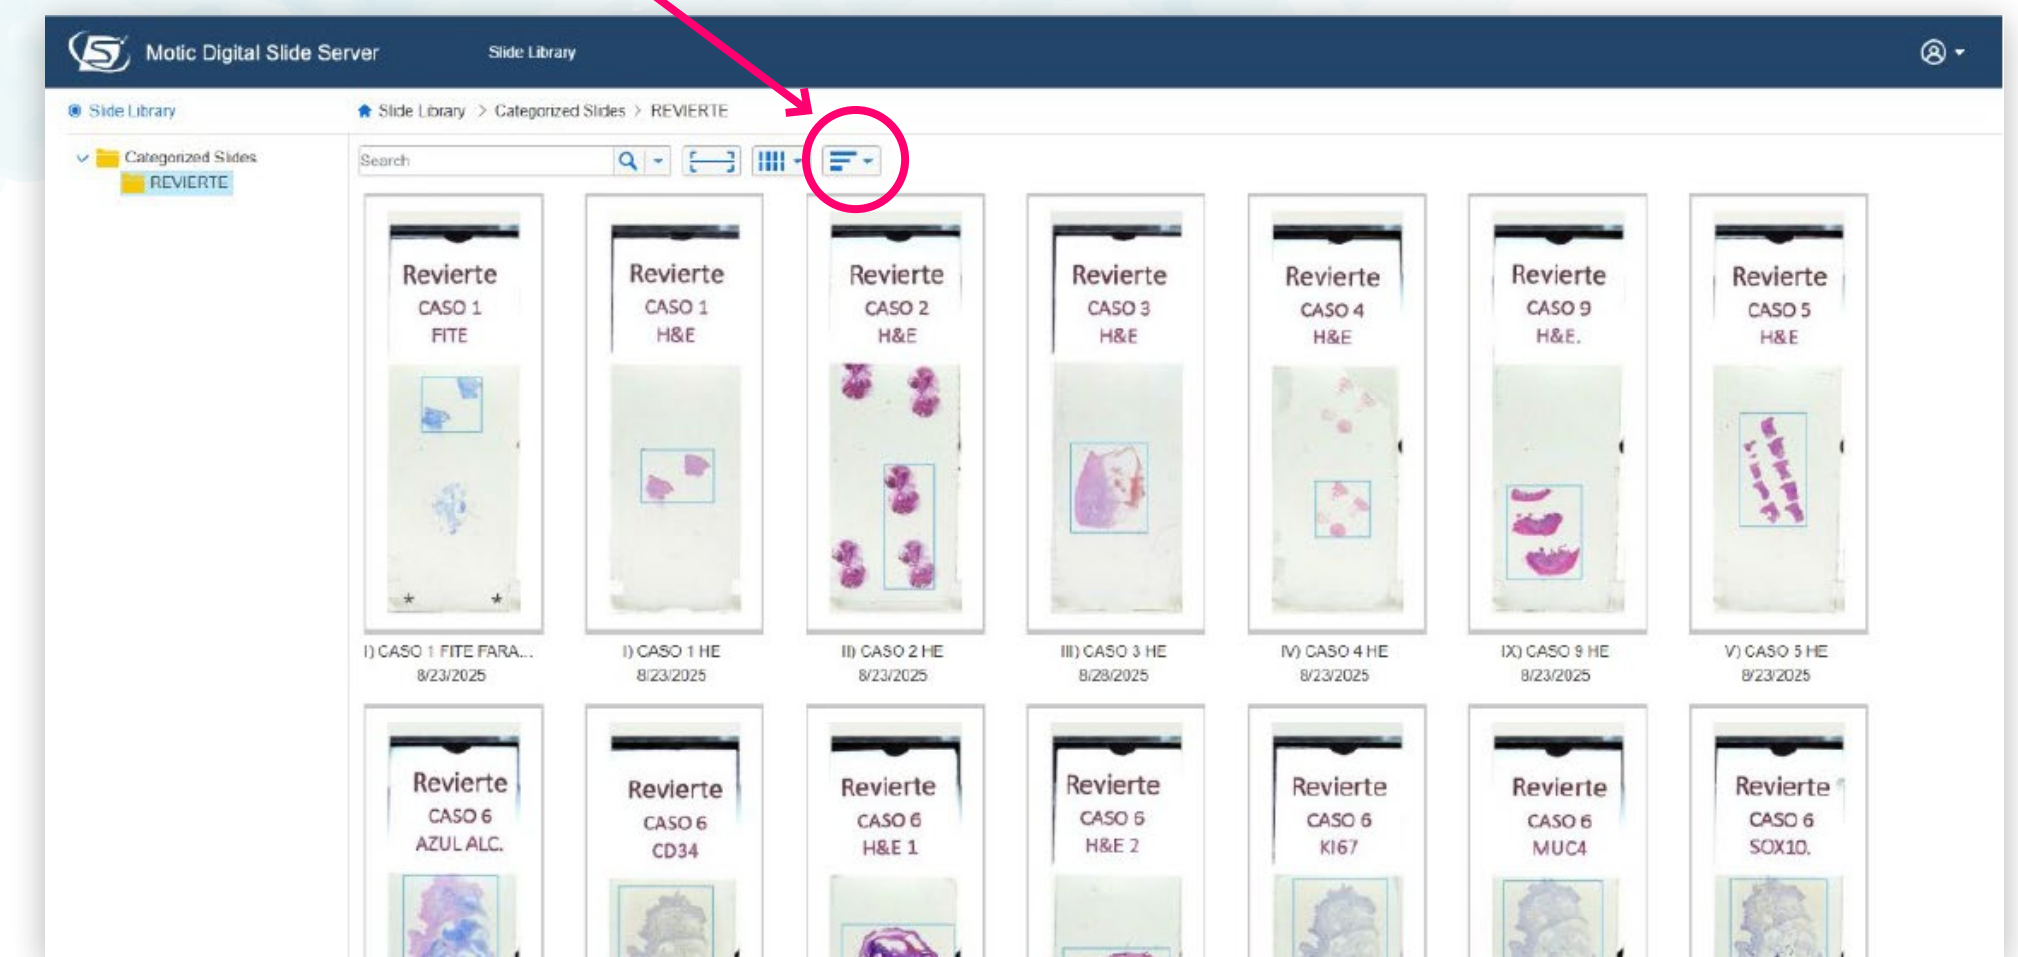 Motic Digital Slide Server
Slide Library
Slide Library
Slide Library > Categorized Slides > REVIERTE
Categorized Slides
REVIERTE
Search
Revierte
CASO 1
FITE
* *
Revierte
CASO 1
H&E
Revierte
CASO 2
H&E
Revierte
CASO 3
H&E
Revierte
CASO 4
H&E
Revierte
CASO 9
H&E.
Revierte
CASO 5
H&E
I) CASO 1 FITE FARA...
8/23/2025
I) CASO 1 HE
8/23/2025
II) CASO 2 HE
8/23/2025
III) CASO 3 HE
8/28/2025
IV) CASO 4 HE
8/23/2025
IX) CASO 9 HE
8/23/2025
V) CASO 5 HE
8/23/2025
Revierte
CASO 6
AZUL ALC.
Revierte
CASO 6
CD34
Revierte
CASO 6
H&E 1
Revierte
CASO 6
H&E 2
Revierte
CASO 6
KI67
Revierte
CASO 6
MUC4
Revierte
CASO 6
SOX10.